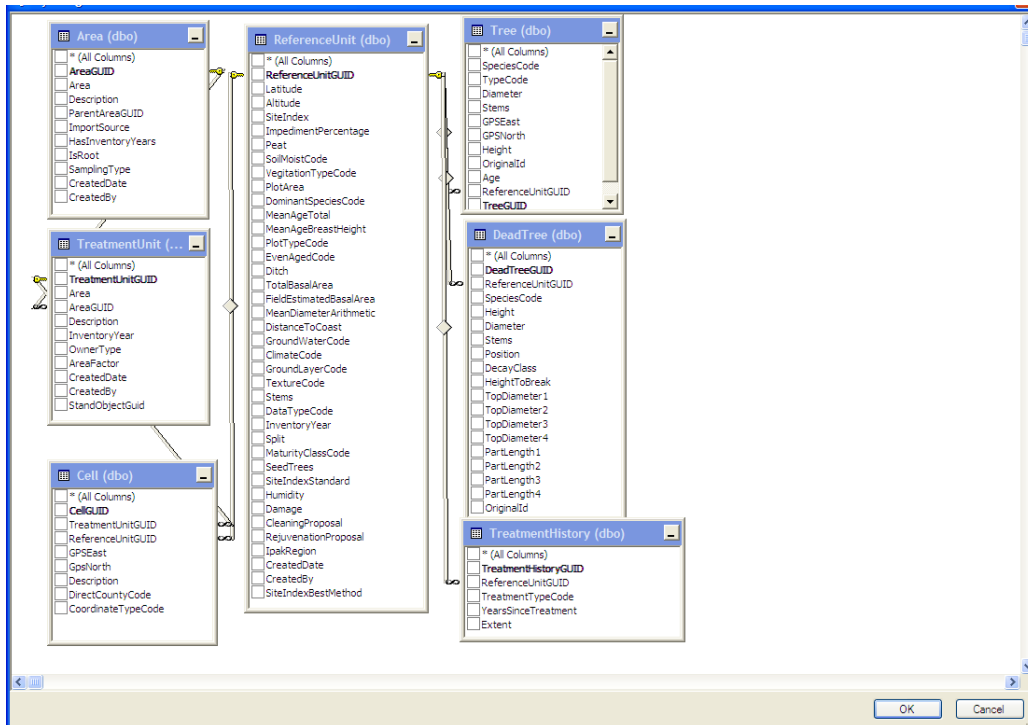 Area (dbo)
* (All Columns)
AreaGUID
Area
Description
ParentAreaGUID
ImportSource
HasInventoryYears
IsRoot
SamplingType
CreatedDate
CreatedBy
TreatmentUnit (...
* (All Columns)
TreatmentUnitGUID
Area
AreaGUID
Description
InventoryYear
OwnerType
AreaFactor
CreatedDate
CreatedBy
StandObjectGuid
Cell (dbo)
* (All Columns)
CellGUID
TreatmentUnitGUID
ReferenceUnitGUID
GPSEast
GpsNorth
Description
DirectCountyCode
CoordinateTypeCode
ReferenceUnit (dbo)
* (All Columns)
ReferenceUnitGUID
Latitude
Altitude
SiteIndex
ImpedimentPercentage
Peat
SoilMoistCode
VegitationTypeCode
PlotArea
DominantSpeciesCode
MeanAgeTotal
MeanAgeBreastHeight
PlotTypeCode
EvenAgedCode
Ditch
TotalBasalArea
FieldEstimatedBasalArea
MeanDiameterArithmetic
DistanceToCoast
GroundWaterCode
ClimateCode
GroundLayerCode
TextureCode
Stems
DataTypeCode
InventoryYear
Split
MaturityClassCode
SeedTrees
SiteIndexStandard
Humidity
Damage
CleaningProposal
RejuvenationProposal
IpakRegion
CreatedDate
CreatedBy
SiteIndexBestMethod
Tree (dbo)
* (All Columns)
SpeciesCode
TypeCode
Diameter
Stems
GPSEast
GPSNorth
Height
OriginalId
Age
ReferenceUnitGUID
TreeGUID
DeadTree (dbo)
* (All Columns)
DeadTreeGUID
ReferenceUnitGUID
SpeciesCode
Height
Diameter
Stems
Position
DecayClass
HeightToBreak
TopDiameter1
TopDiameter2
TopDiameter3
TopDiameter4
PartLength1
PartLength2
PartLength3
PartLength4
OriginalId
TreatmentHistory (dbo)
* (All Columns)
TreatmentHistoryGUID
ReferenceUnitGUID
TreatmentTypeCode
YearsSinceTreatment
Extent
OK
Cancel